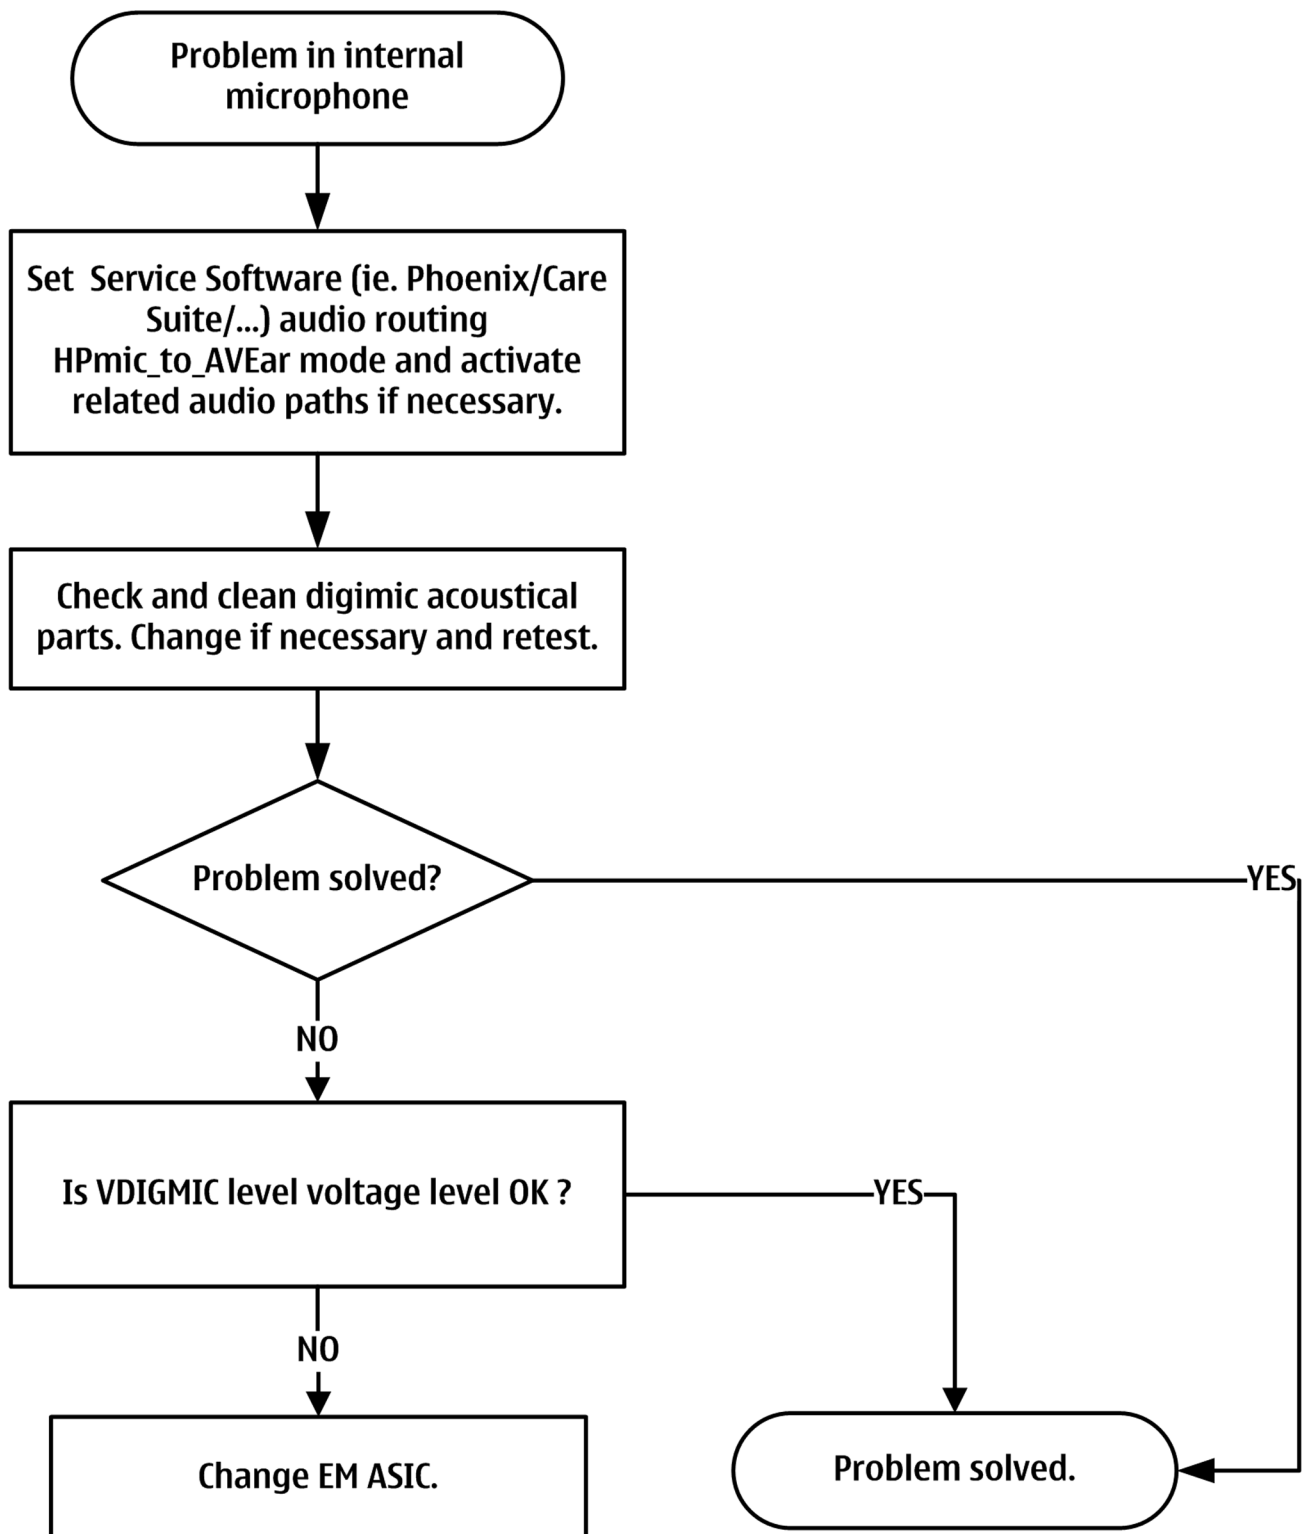 Problem in internal
microphone
Set  Service Software (ie. Phoenix/Care
Suite/...) audio routing
HPmic_to_AVEar mode and activate
related audio paths if necessary.
Check and clean digimic acoustical
parts. Change if necessary and retest.
Problem solved?
YES
NO
Is VDIGMIC level voltage level OK ?
YES
NO
Change EM ASIC.
Problem solved.